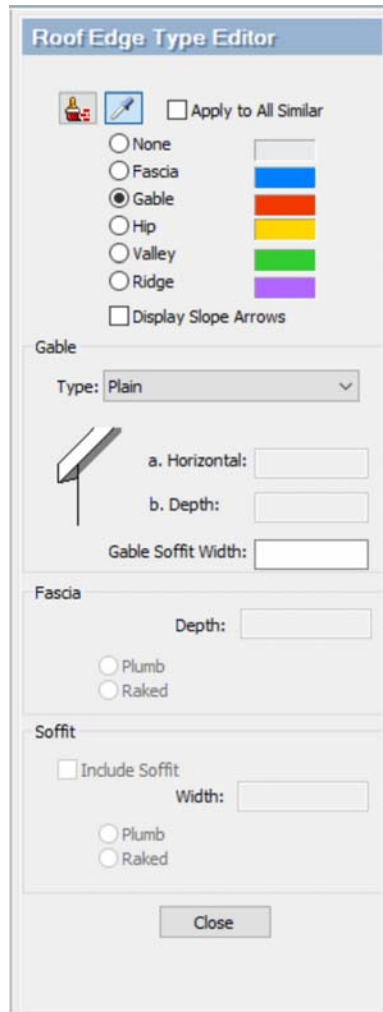 Roof Edge Type Editor
Apply to All Similar
None
Fascia
Gable
Hip
Valley
Ridge
Display Slope Arrows
Gable
Type: Plain
a. Horizontal:
b. Depth:
Gable Soffit Width:
Fascia
Depth:
Plumb
Raked
Soffit
Include Soffit
Width:
Plumb
Raked
Close